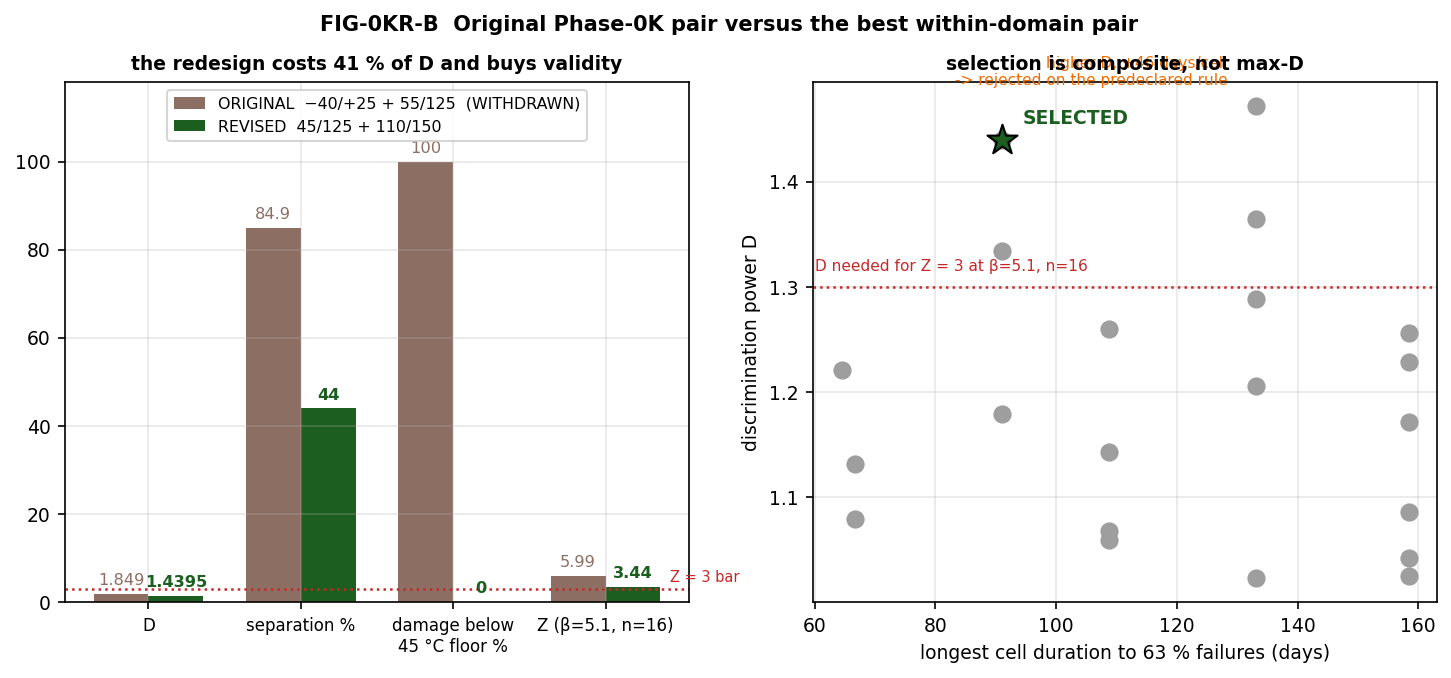 FIG-0KR-B  Original Phase-0K pair versus the best within-domain pair
the redesign costs 41 % of D and buys validity
ORIGINAL  −40/+25 + 55/125  (WITHDRAWN)
REVISED  45/125 + 110/150
100
80
60
40
20
0
1.849
1.4395
84.9
44
100
0
5.99
3.44
Z = 3 bar
D
separation %
damage below
45 °C floor %
Z (β=5.1, n=16)
selection is composite, not max-D
-> rejected on the predeclared rule
SELECTED
D needed for Z = 3 at β=5.1, n=16
discrimination power D
1.4
1.3
1.2
1.1
60
80
100
120
140
160
longest cell duration to 63 % failures (days)